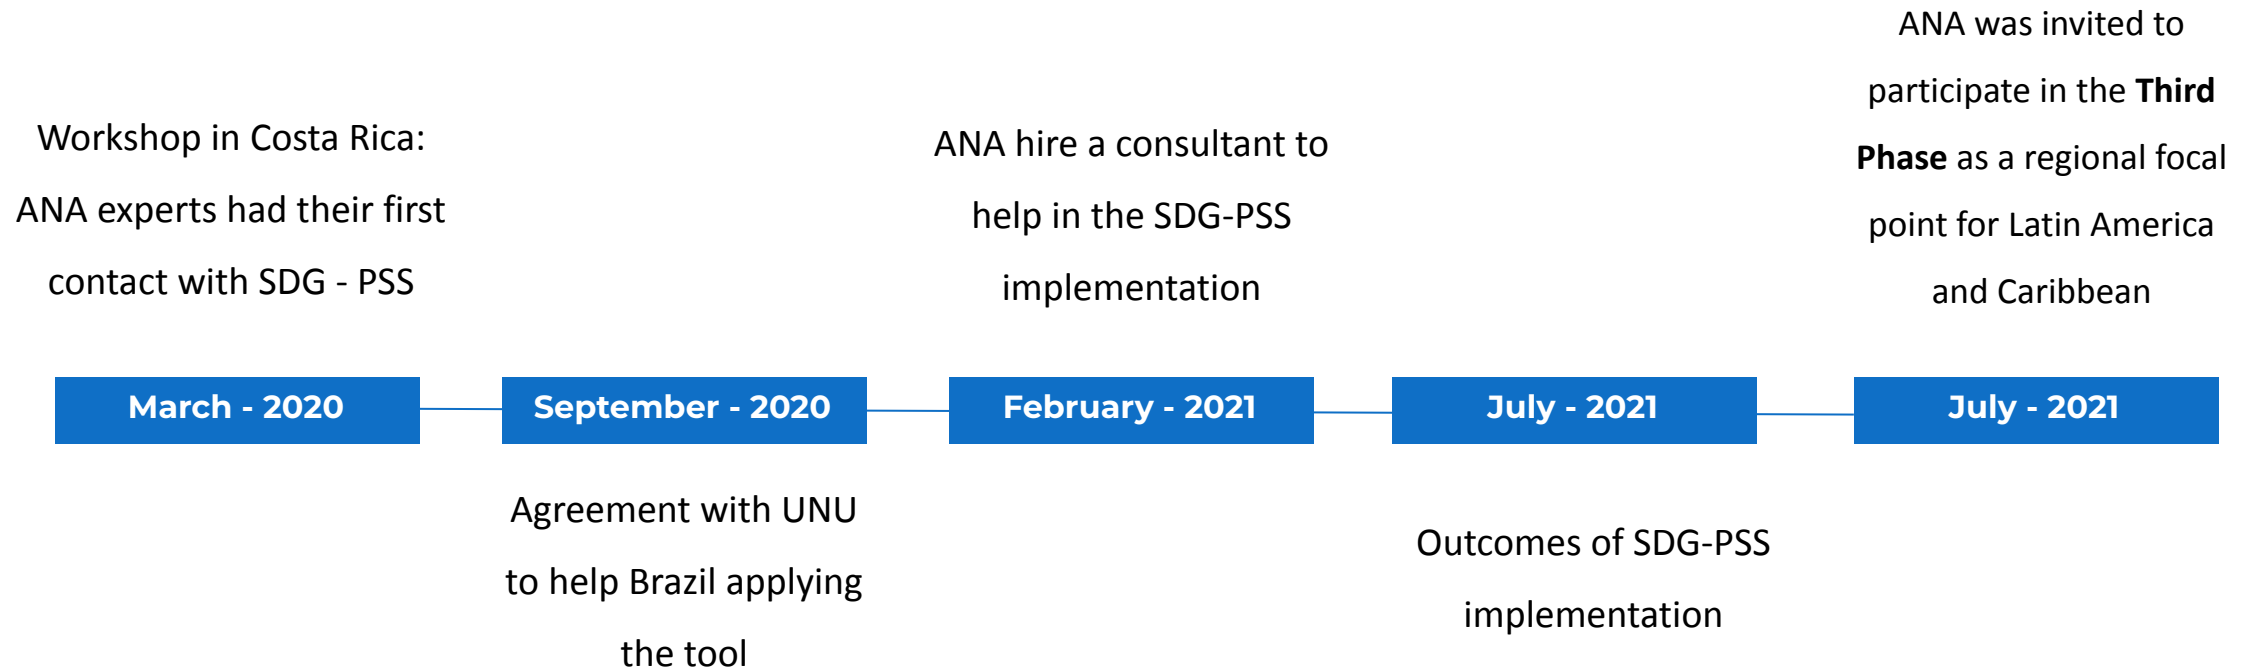 Workshop in Costa Rica:
ANA experts had their first
contact with SDG - PSS
March - 2020
September - 2020
Agreement with UNU
to help Brazil applying
the tool
ANA hire a consultant to
help in the SDG-PSS
implementation
February - 2021
July - 2021
Outcomes of SDG-PSS
implementation
ANA was invited to
participate in the Third
Phase as a regional focal
point for Latin America
and Caribbean
July - 2021